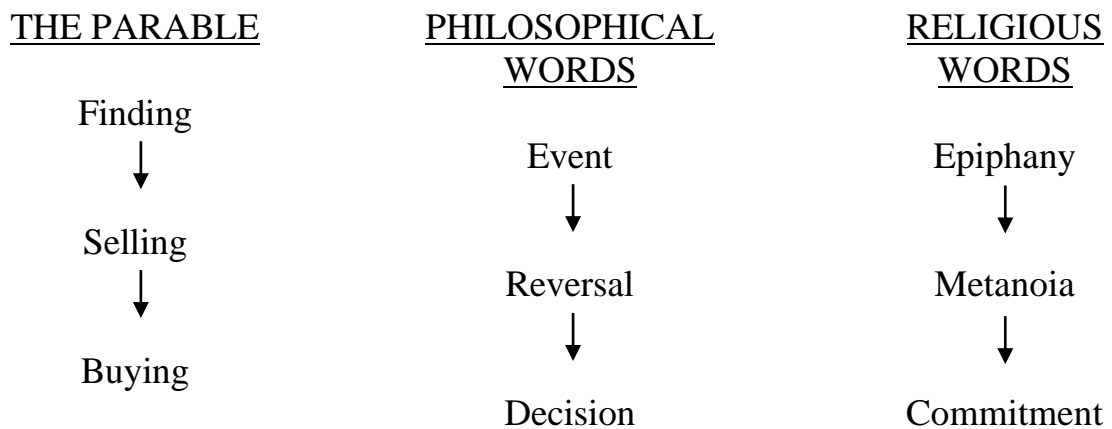 THE PARABLE
Finding
Selling
Buying
PHILOSOPHICAL
WORDS
Event
Reversal
Decision
RELIGIOUS
WORDS
Epiphany
Metanoia
Commitment